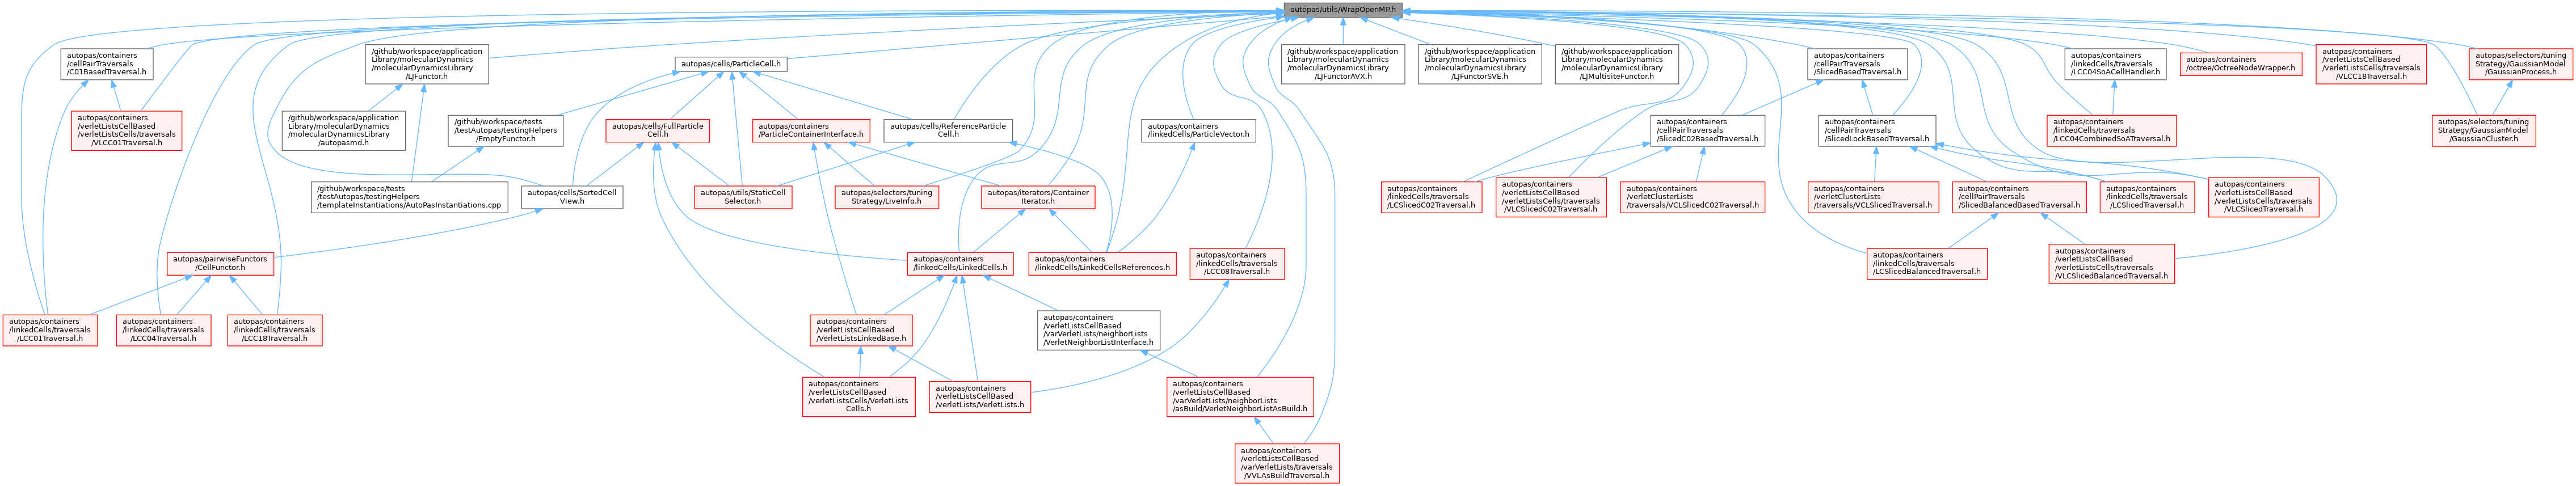 autopas/utils/WrapOpenMP.h
autopas/containers
/cellPairTraversals
/C01BasedTraversal.h
/github/workspace/application
Library/molecularDynamics
/molecularDynamicsLibrary
/LJFunctor.h
autopas/cells/ParticleCell.h
/github/workspace/application
Library/molecularDynamics
/molecularDynamicsLibrary
/LJFunctorAVX.h
/github/workspace/application
Library/molecularDynamics
/molecularDynamicsLibrary
/LJFunctorSVE.h
/github/workspace/application
Library/molecularDynamics
/molecularDynamicsLibrary
/LJMultisiteFunctor.h
autopas/containers
/cellPairTraversals
/SlicedBasedTraversal.h
autopas/containers
/linkedCells/traversals
/LCC04SoACellHandler.h
autopas/containers
/octree/OctreeNodeWrapper.h
autopas/containers
/verletListsCellBased
/verletListsCells/traversals
/VLCC18Traversal.h
autopas/selectors/tuning
Strategy/GaussianModel
/GaussianProcess.h
autopas/containers
/verletListsCellBased
/verletListsCells/traversals
/VLCC01Traversal.h
/github/workspace/application
Library/molecularDynamics
/molecularDynamicsLibrary
/autopasmd.h
/github/workspace/tests
/testAutopas/testingHelpers
/EmptyFunctor.h
autopas/cells/FullParticle
Cell.h
autopas/containers
/ParticleContainerInterface.h
autopas/cells/ReferenceParticle
Cell.h
autopas/containers
/linkedCells/ParticleVector.h
autopas/containers
/cellPairTraversals
/SlicedC02BasedTraversal.h
autopas/containers
/cellPairTraversals
/SlicedLockBasedTraversal.h
autopas/containers
/linkedCells/traversals
/LCC04CombinedSoATraversal.h
autopas/selectors/tuning
Strategy/GaussianModel
/GaussianCluster.h
/github/workspace/tests
/testAutopas/testingHelpers
/templateInstantiations/AutoPasInstantiations.cpp
autopas/cells/SortedCell
View.h
autopas/utils/StaticCell
Selector.h
autopas/selectors/tuning
Strategy/LiveInfo.h
autopas/iterators/Container
Iterator.h
autopas/containers
/linkedCells/traversals
/LCSlicedC02Traversal.h
autopas/containers
/verletListsCellBased
/verletListsCells/traversals
/VLCSlicedC02Traversal.h
autopas/containers
/verletClusterLists
/traversals/VCLSlicedC02Traversal.h
autopas/containers
/verletClusterLists
/traversals/VCLSlicedTraversal.h
autopas/containers
/cellPairTraversals
/SlicedBalancedBasedTraversal.h
autopas/containers
/linkedCells/traversals
/LCSlicedTraversal.h
autopas/containers
/verletListsCellBased
/verletListsCells/traversals
/VLCSlicedTraversal.h
autopas/pairwiseFunctors
/CellFunctor.h
autopas/containers
/linkedCells/LinkedCells.h
autopas/containers
/linkedCells/LinkedCellsReferences.h
autopas/containers
/linkedCells/traversals
/LCC08Traversal.h
autopas/containers
/linkedCells/traversals
/LCSlicedBalancedTraversal.h
autopas/containers
/verletListsCellBased
/verletListsCells/traversals
/VLCSlicedBalancedTraversal.h
autopas/containers
/linkedCells/traversals
/LCC01Traversal.h
autopas/containers
/linkedCells/traversals
/LCC04Traversal.h
autopas/containers
/linkedCells/traversals
/LCC18Traversal.h
autopas/containers
/verletListsCellBased
/VerletListsLinkedBase.h
autopas/containers
/verletListsCellBased
/varVerletLists/neighborLists
/VerletNeighborListInterface.h
autopas/containers
/verletListsCellBased
/verletListsCells/VerletLists
Cells.h
autopas/containers
/verletListsCellBased
/verletLists/VerletLists.h
autopas/containers
/verletListsCellBased
/varVerletLists/neighborLists
/asBuild/VerletNeighborListAsBuild.h
autopas/containers
/verletListsCellBased
/varVerletLists/traversals
/VVLAsBuildTraversal.h